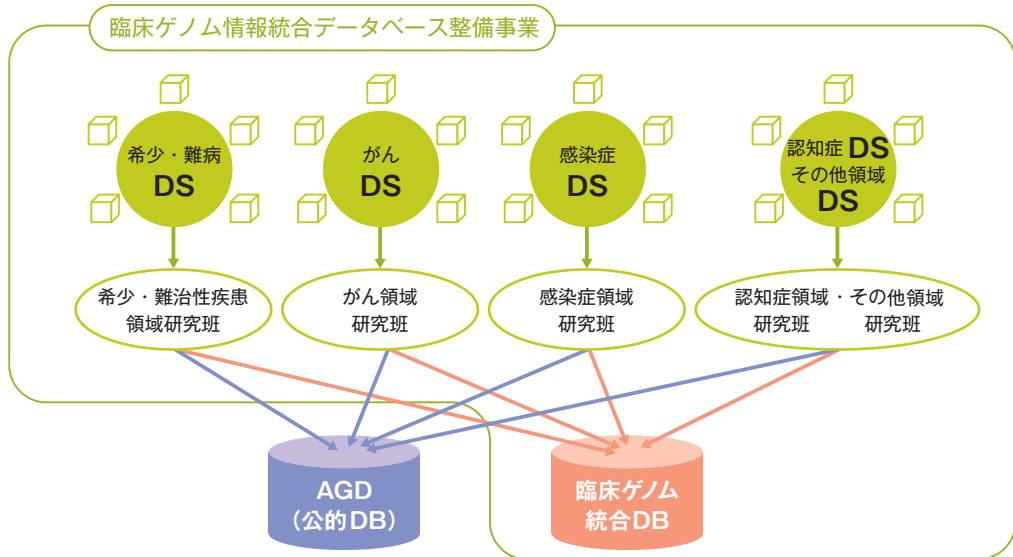 臨床ゲノム情報統合データベース整備事業
希少・難病
DS
がん
DS
感染症
DS
認知症 DS
その他領域
DS
希少・難治性疾患
領域研究班
がん領域
研究班
感染症領域
研究班
認知症領域・その他領域
研究班 研究班
AGD
（公的DB）
臨床ゲノム
統合DB